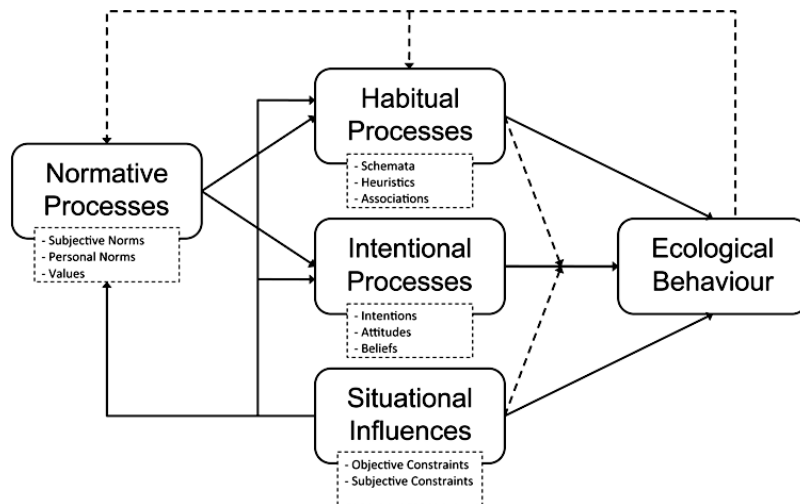 Habitual
Processes
- Schemata
- Heuristics
- Associations
Normative
Processes
- Subjective Norms
- Personal Norms
- Values
Intentional
Processes
- Intentions
- Attitudes
- Beliefs
Ecological
Behaviour
Situational
Influences
- Objective Constraints
- Subjective Constraints